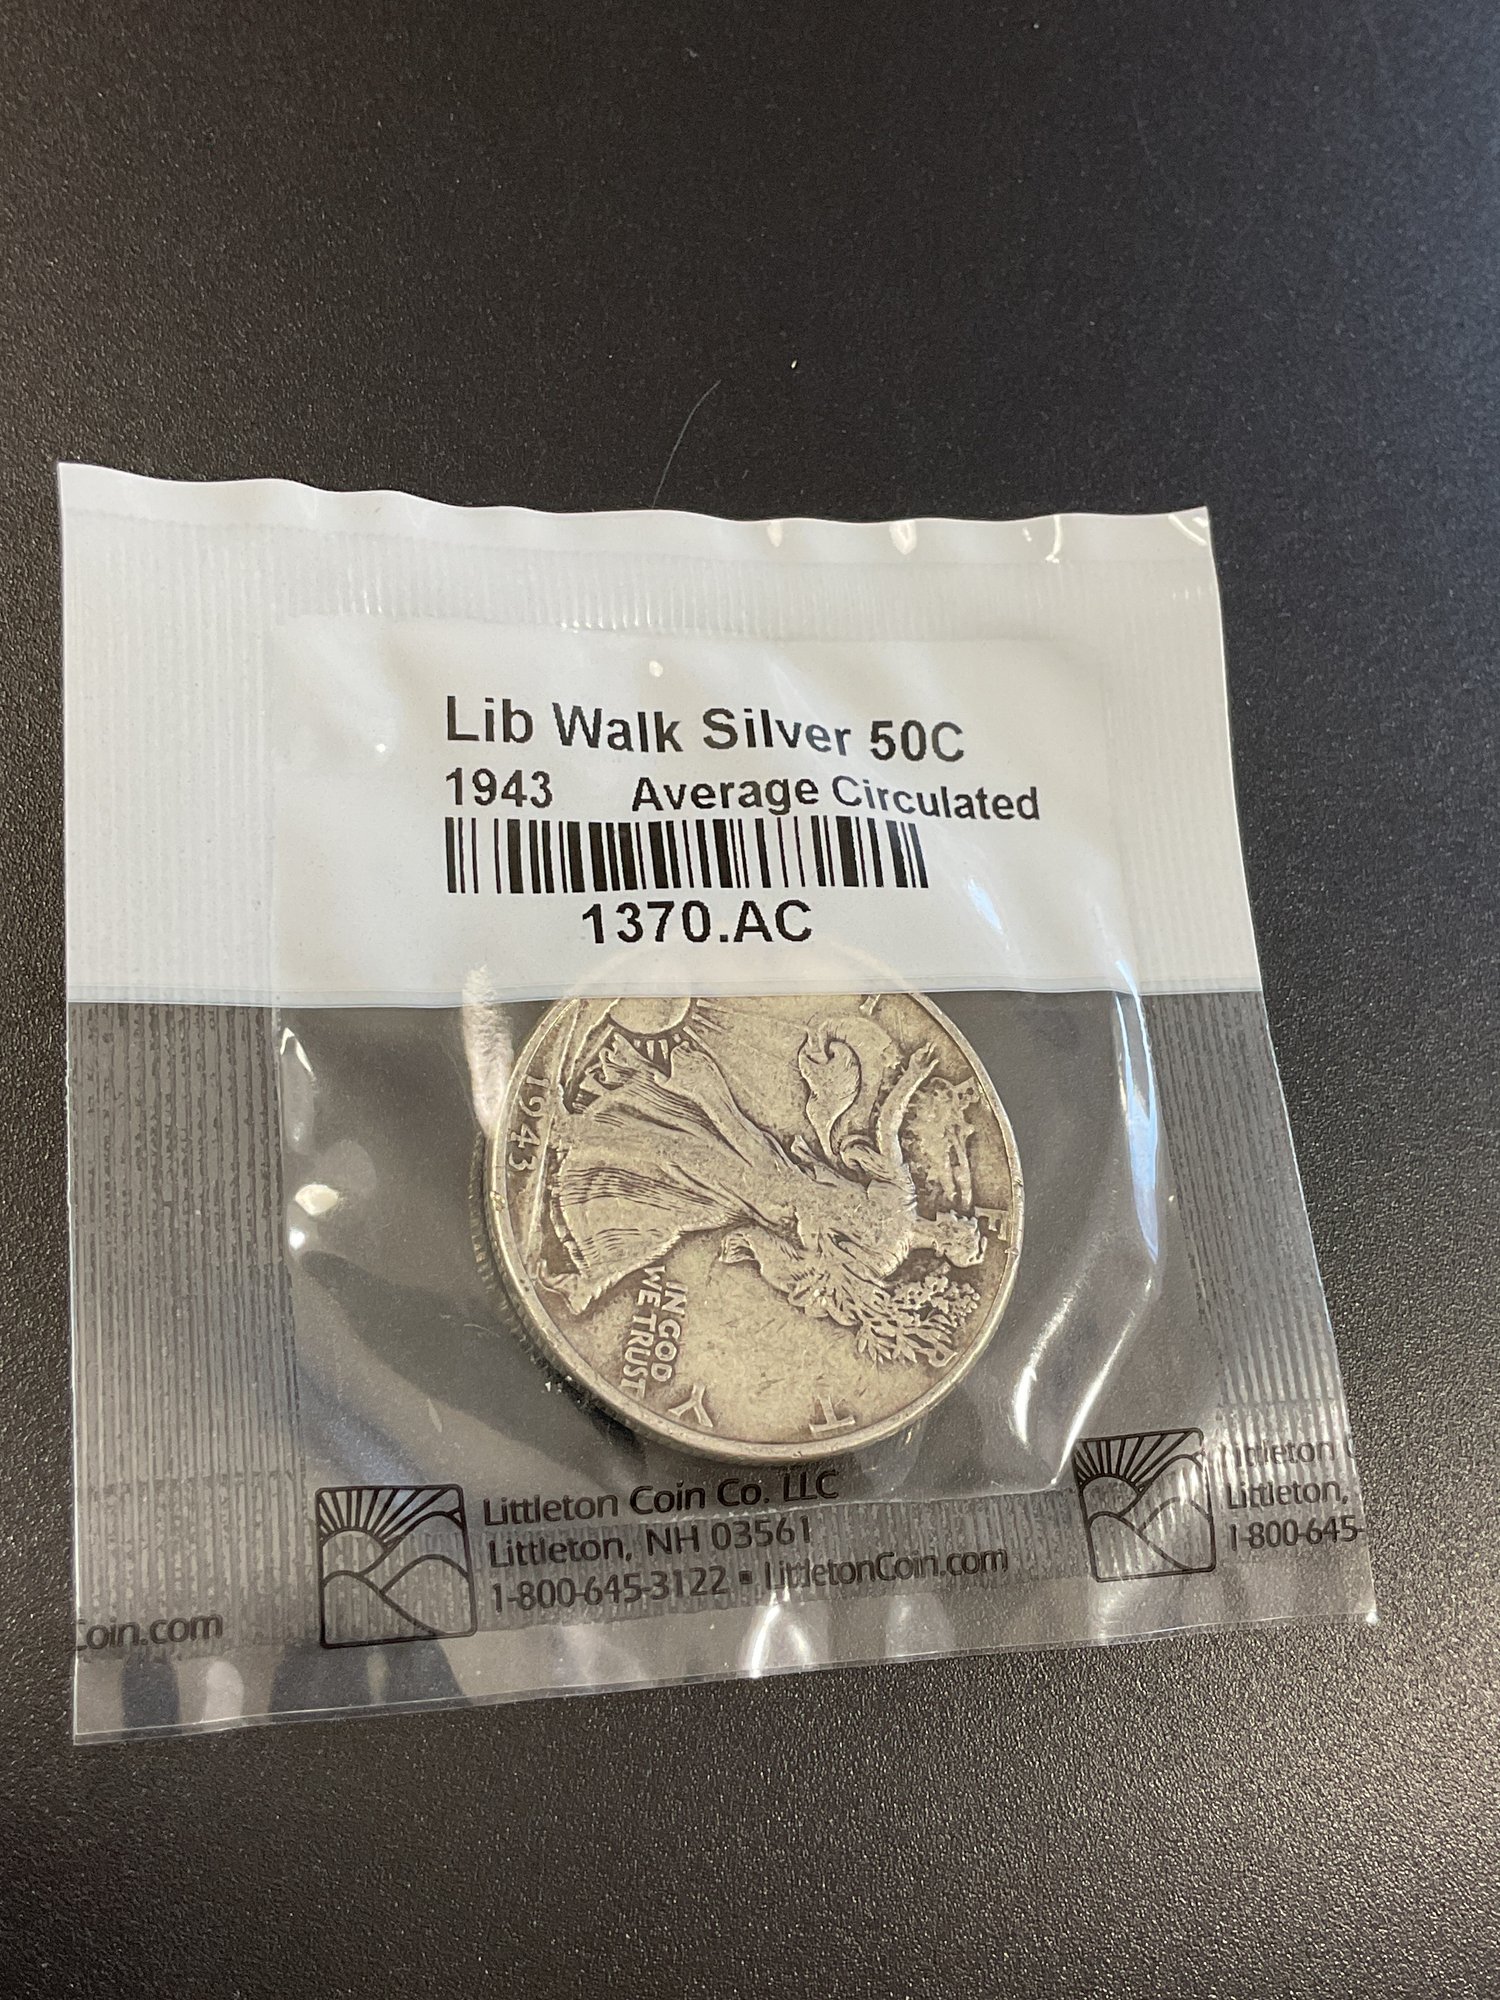 Lib Walk Silver 50C
1943 Average Circulated
1370.AC
1943
IN GOD
WE TRUST
E
R
T
Y
Littleton Coin Co. LLC
Littleton, NH 03561
1-800-645-3122 ▪ LittletonCoin.com
Coin.com
Littleton
Littleton,
1-800-645-